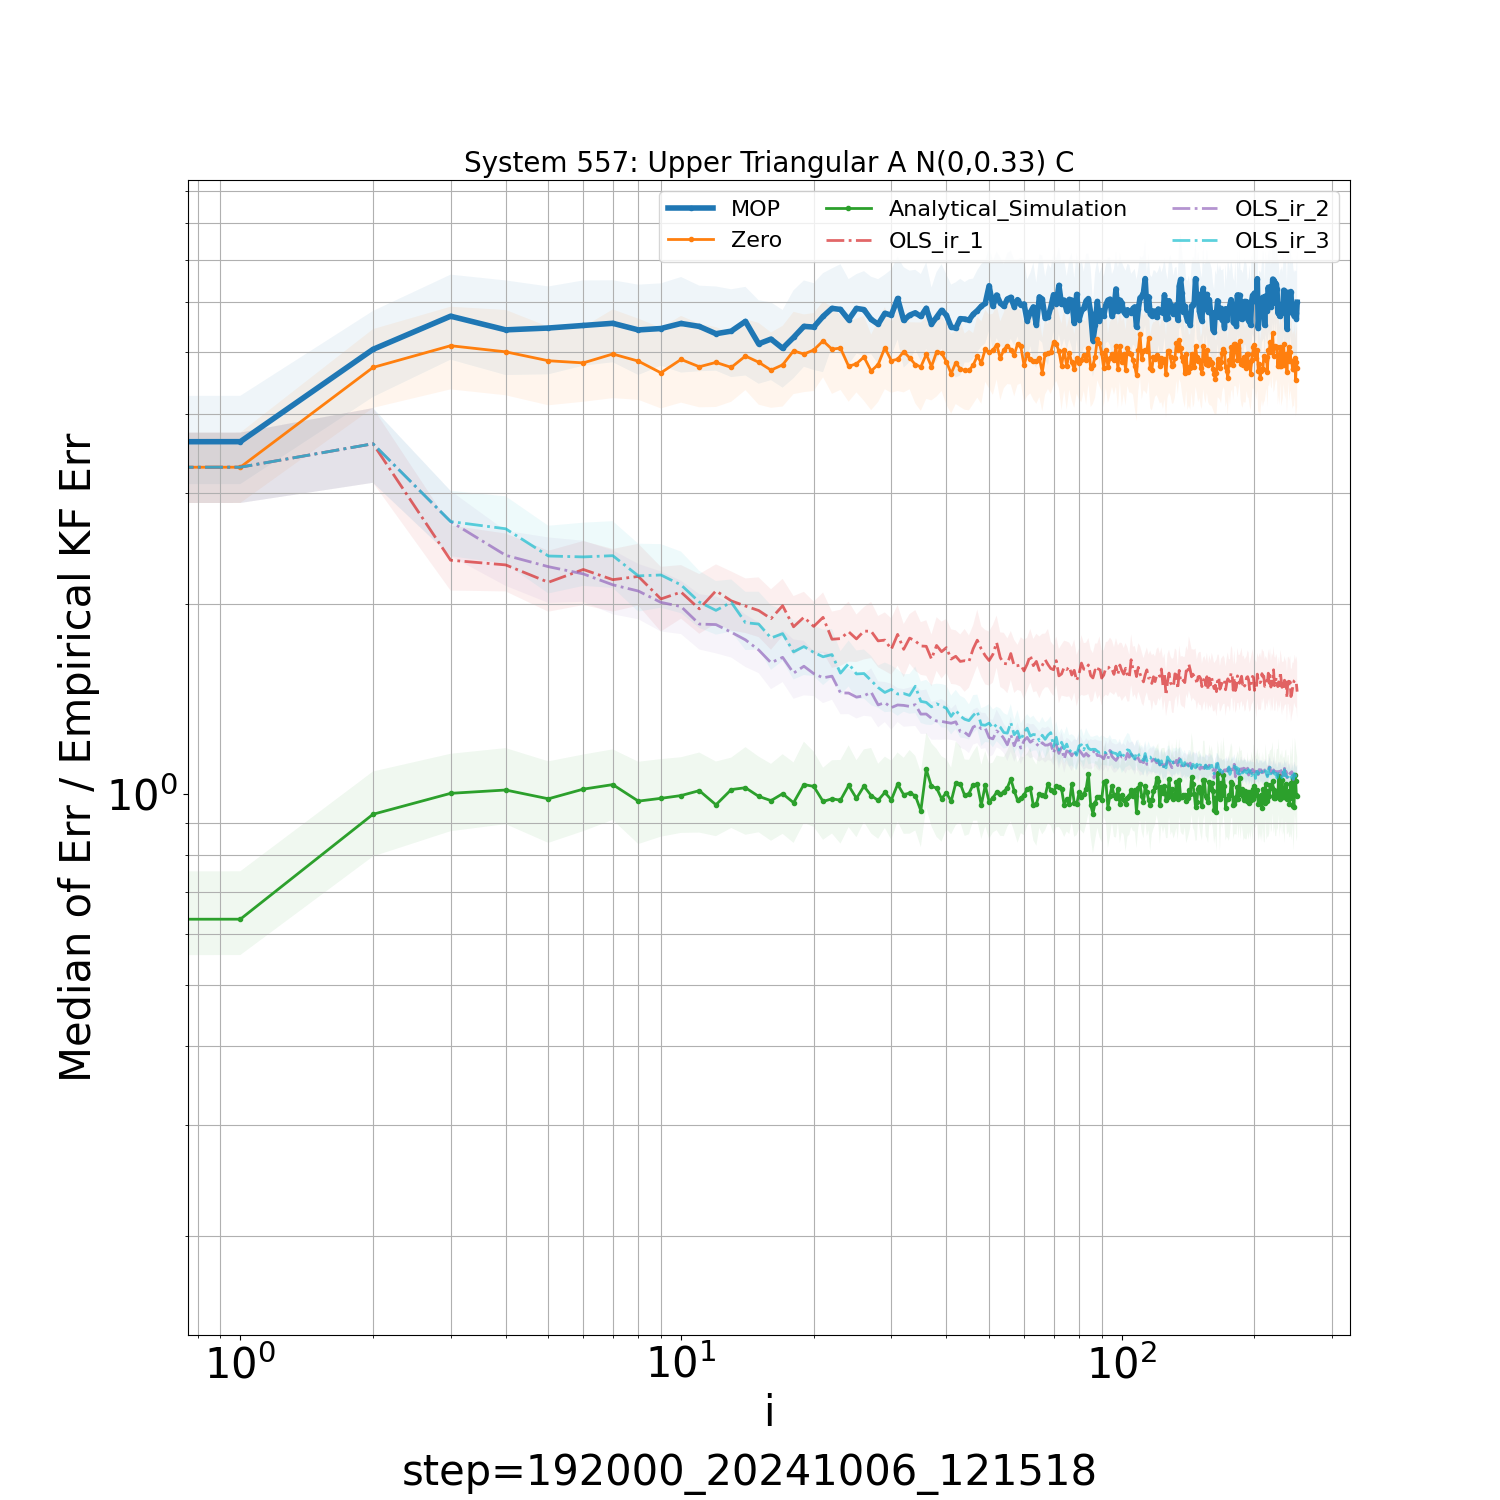 System 557: Upper Triangular A N(0,0.33) C
MOP
Zero
Analytical_Simulation
OLS_ir_1
OLS_ir_2
OLS_ir_3
Median of Err / Empirical KF Err
10⁰
10⁰
10¹
10²
i
step=192000_20241006_121518